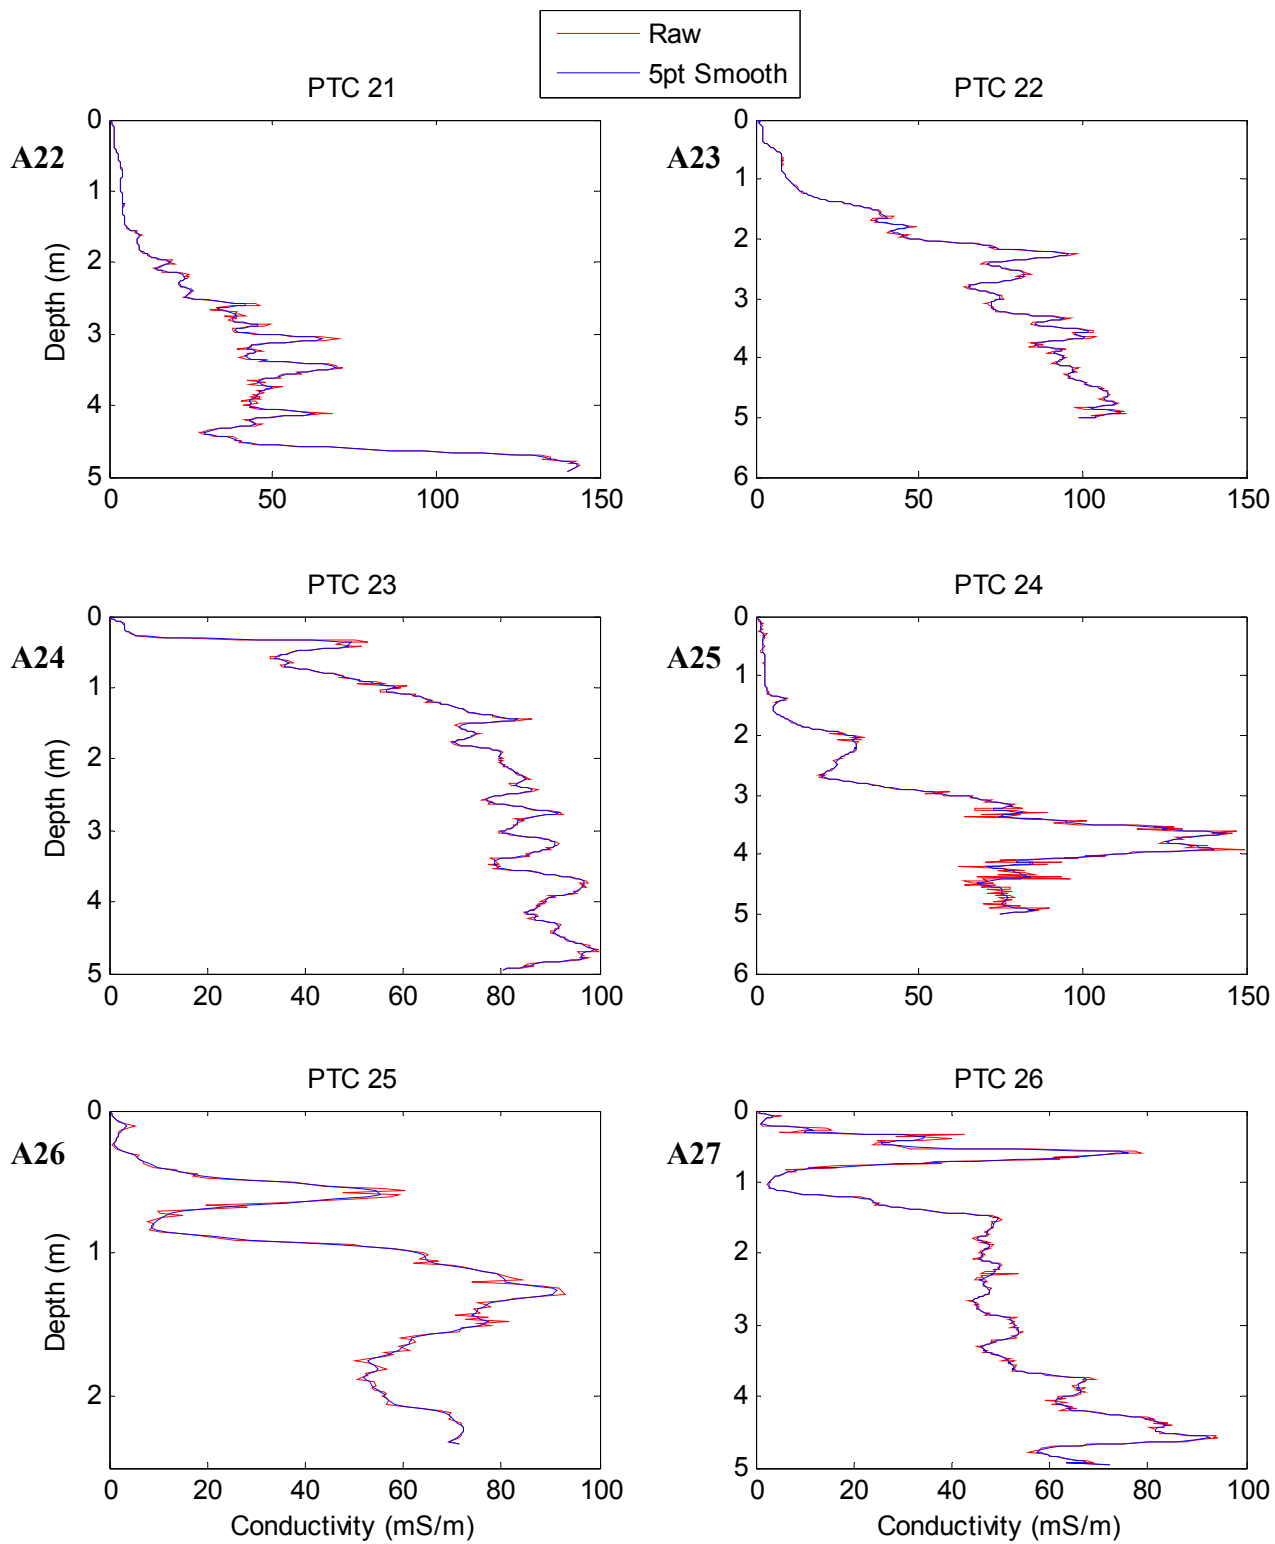 Raw
5pt Smooth
PTC 21
PTC 22
A22
A23
0
1
2
3
4
5
Depth (m)
0 50 100 150
0
1
2
3
4
5
6
0 50 100 150
PTC 23
PTC 24
A24
A25
0
1
2
3
4
5
Depth (m)
0 20 40 60 80 100
0
1
2
3
4
5
6
0 50 100 150
PTC 25
PTC 26
A26
A27
0
1
2
Depth (m)
0 20 40 60 80 100
Conductivity (mS/m)
0
1
2
3
4
5
0 20 40 60 80 100
Conductivity (mS/m)